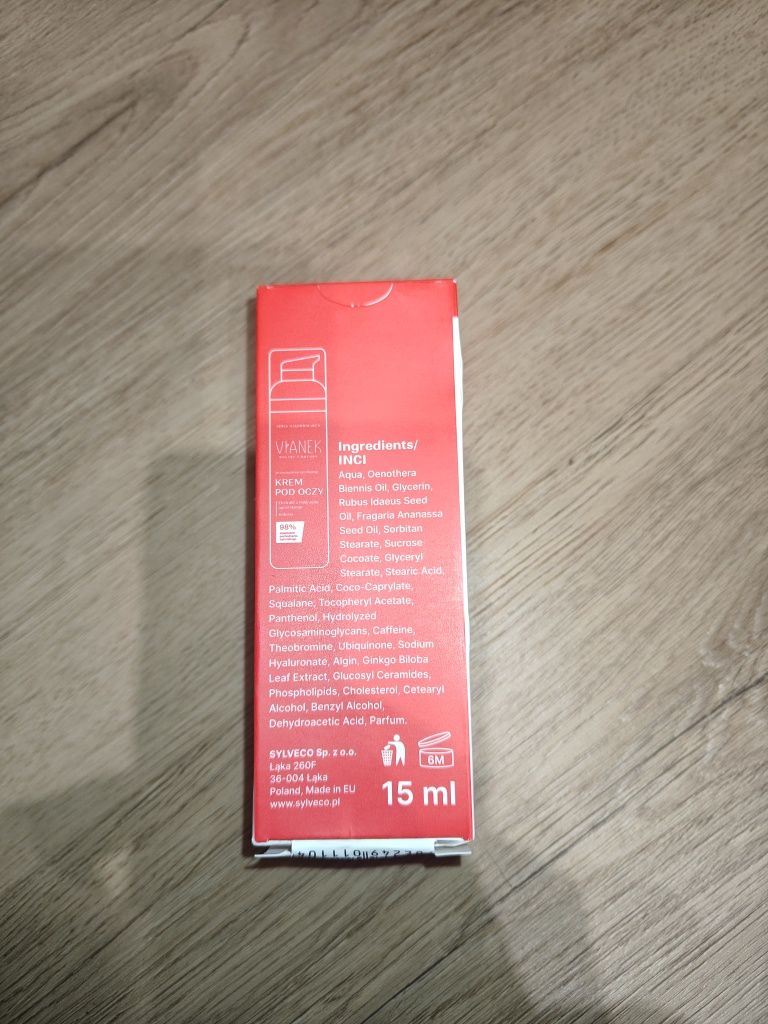 VIANEK
KREM
POD OCZY
98%
Ingredients/
INCI
Aqua, Oenothera
Biennis Oil, Glycerin,
Rubus Idaeus Seed
Oil, Fragaria Ananassa
Seed Oil, Sorbitan
Stearate, Sucrose
Cocoate, Glyceryl
Stearate, Stearic Acid,
Palmitic Acid, Coco-Caprylate,
Squalane, Tocopheryl Acetate,
Panthenol, Hydrolyzed
Glycosaminoglycans, Caffeine,
Theobromine, Ubiquinone, Sodium
Hyaluronate, Algin, Ginkgo Biloba
Leaf Extract, Glucosyl Ceramides,
Phospholipids, Cholesterol, Cetearyl
Alcohol, Benzyl Alcohol,
Dehydroacetic Acid, Parfum.
SYLVECO Sp. z o.o.
Łąka 260F
36-004 Łąka
Poland, Made in EU
www.sylveco.pl
6M
15 ml